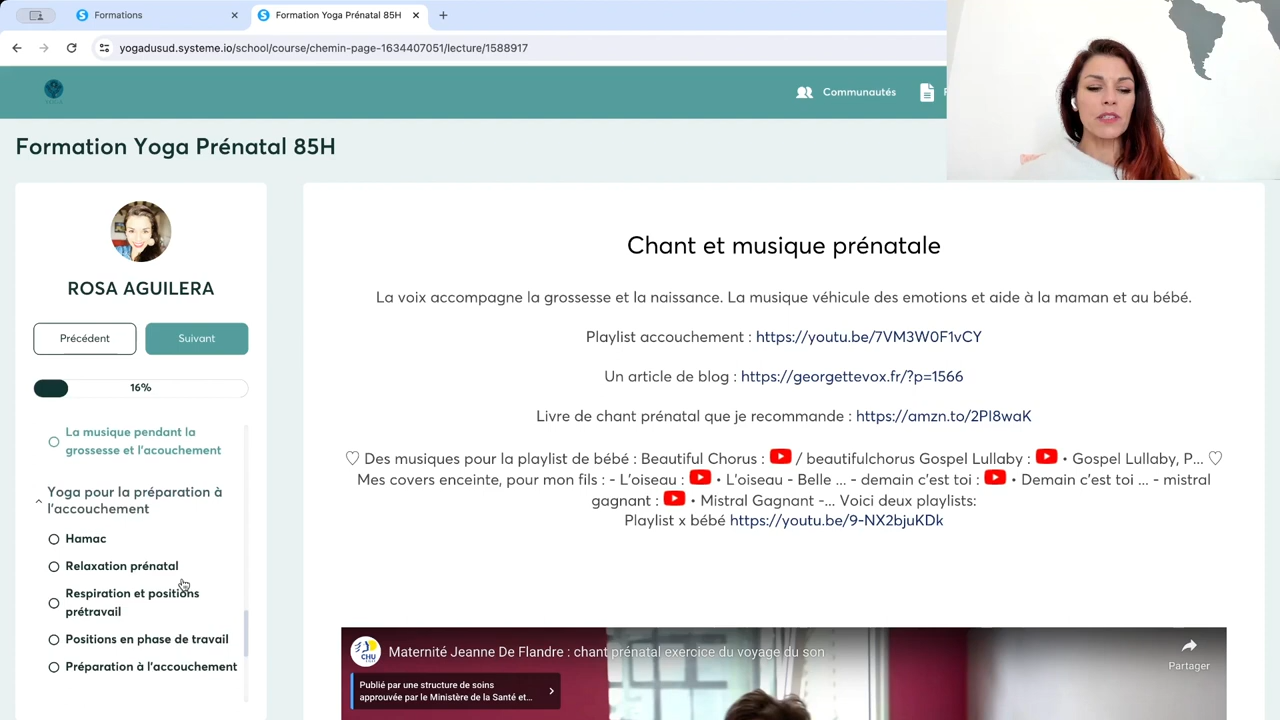 Formations
Formation Yoga Prénatal 85H
yogadusud.systeme.io/school/course/chemin-page-1634407051/lecture/1588917
Communautés
Formation Yoga Prénatal 85H
ROSA AGUILERA
Précédent
Suivant
16%
La musique pendant la
grossesse et l'acouchement
Yoga pour la préparation à
l'accouchement
Hamac
Relaxation prénatal
Respiration et positions
prétravail
Positions en phase de travail
Préparation à l'accouchement
Chant et musique prénatale
La voix accompagne la grossesse et la naissance. La musique véhicule des emotions et aide à la maman et au bébé.
Playlist accouchement : https://youtu.be/7VM3W0F1vCY
Un article de blog : https://georgettevox.fr/?p=1566
Livre de chant prénatal que je recommande : https://amzn.to/2PI8waK
♡ Des musiques pour la playlist de bébé : Beautiful Chorus : / beautifulchorus Gospel Lullaby : • Gospel Lullaby, P... ♡
Mes covers enceinte, pour mon fils : - L'oiseau : • L'oiseau - Belle ... - demain c'est toi : • Demain c'est toi ... - mistral
gagnant : • Mistral Gagnant -... Voici deux playlists:
Playlist x bébé https://youtu.be/9-NX2bjuKDk
Maternité Jeanne De Flandre : chant prénatal exercice du voyage du son
Partager
CHU
Publié par une structure de soins
approuvée par le Ministère de la Santé et...